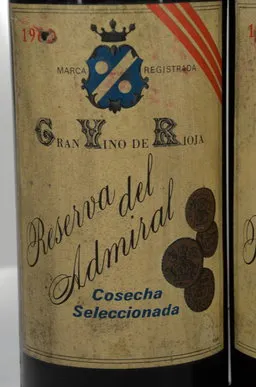 MARCA REGISTRADA
GRAN VINO DE RIOJA
Reserva del
Admiral
Cosecha
Seleccionada